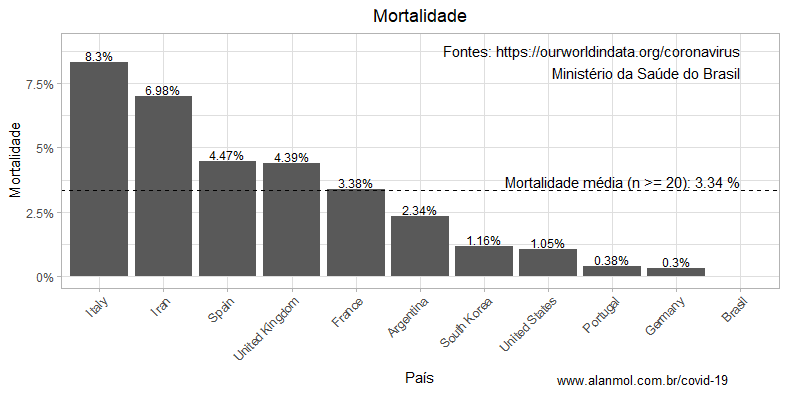 Mortalidade
Fontes: https://ourworldindata.org/coronavirus
Ministério da Saúde do Brasil
8.3%
6.98%
4.47%
4.39%
3.38%
2.34%
1.16%
1.05%
0.38%
0.3%
Mortalidade média (n >= 20): 3.34 %
Mortalidade
7.5%
5%
2.5%
0%
Italy
Iran
Spain
United Kingdom
France
Argentina
South Korea
United States
Portugal
Germany
Brasil
País
www.alanmol.com.br/covid-19